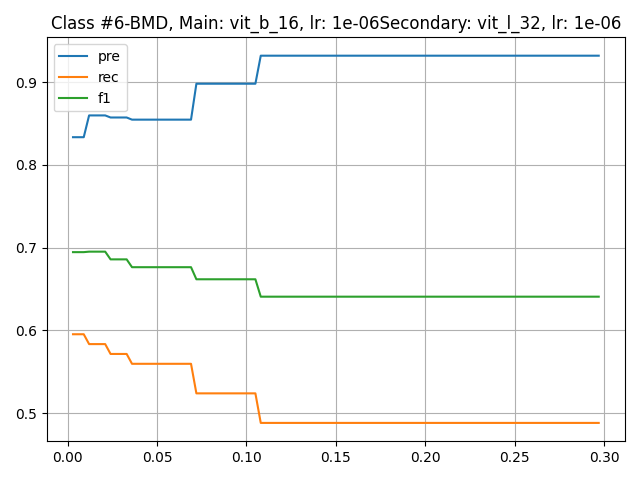 Class #6-BMD, Main: vit_b_16, lr: 1e-06Secondary: vit_l_32, lr: 1e-06
pre
rec
f1
0.9
0.8
0.7
0.6
0.5
0.00 0.05 0.10 0.15 0.20 0.25 0.30